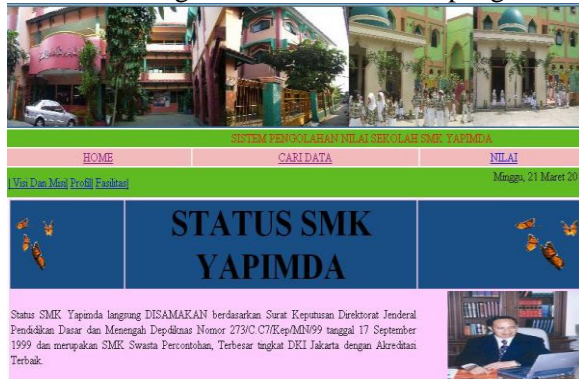 SISTEM PENGOLAHAN NILAI SEKOLAH SMK YAPIMDA
HOME CARI DATA NILAI
| Visi Dan Misi| Profil| Fasilitas|
Minggu, 21 Maret 20
STATUS SMK
YAPIMDA
Status SMK Yapimda langsung DISAMAKAN berdasarkan Surat Keputusan Direktorat Jenderal
Pendidikan Dasar dan Menengah Depdiknas Nomor 273/C.C7/Kep/MN/99 tanggal 17 September
1999 dan merupakan SMK Swasta Percontohan, Terbesar tingkat DKI Jakarta dengan Akreditasi
Terbaik.